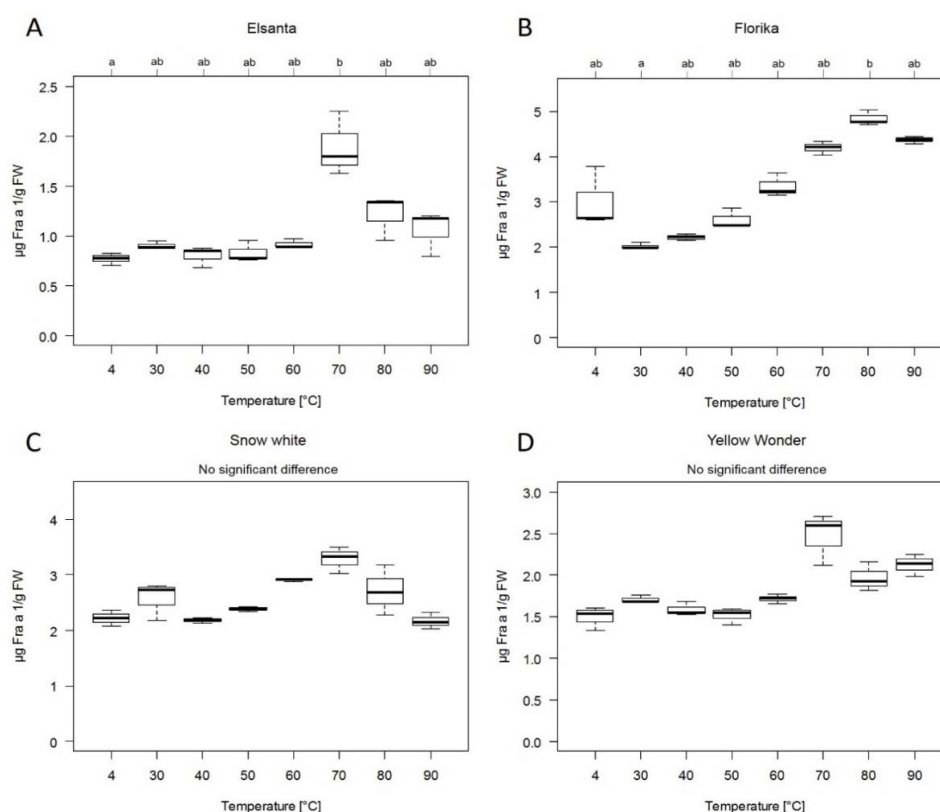 A
Elsanta
a ab ab ab ab b ab ab
2.5
2.0
1.5
1.0
0.5
0.0
µg Fra a 1/g FW
4 30 40 50 60 70 80 90
Temperature [°C]
B
Florika
ab a ab ab ab ab b ab
5
4
3
2
1
0
µg Fra a 1/g FW
4 30 40 50 60 70 80 90
Temperature [°C]
C
Snow white
No significant difference
4
3
2
1
0
µg Fra a 1/g FW
4 30 40 50 60 70 80 90
Temperature [°C]
D
Yellow Wonder
No significant difference
3.0
2.5
2.0
1.5
1.0
0.5
0.0
µg Fra a 1/g FW
4 30 40 50 60 70 80 90
Temperature [°C]